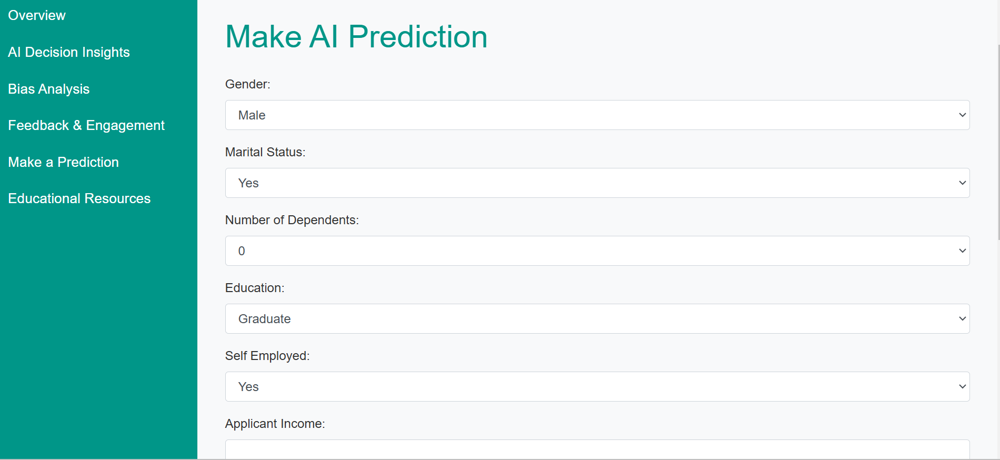 Overview
AI Decision Insights
Bias Analysis
Feedback & Engagement
Make a Prediction
Educational Resources
Make AI Prediction
Gender:
Male
Marital Status:
Yes
Number of Dependents:
0
Education:
Graduate
Self Employed:
Yes
Applicant Income: